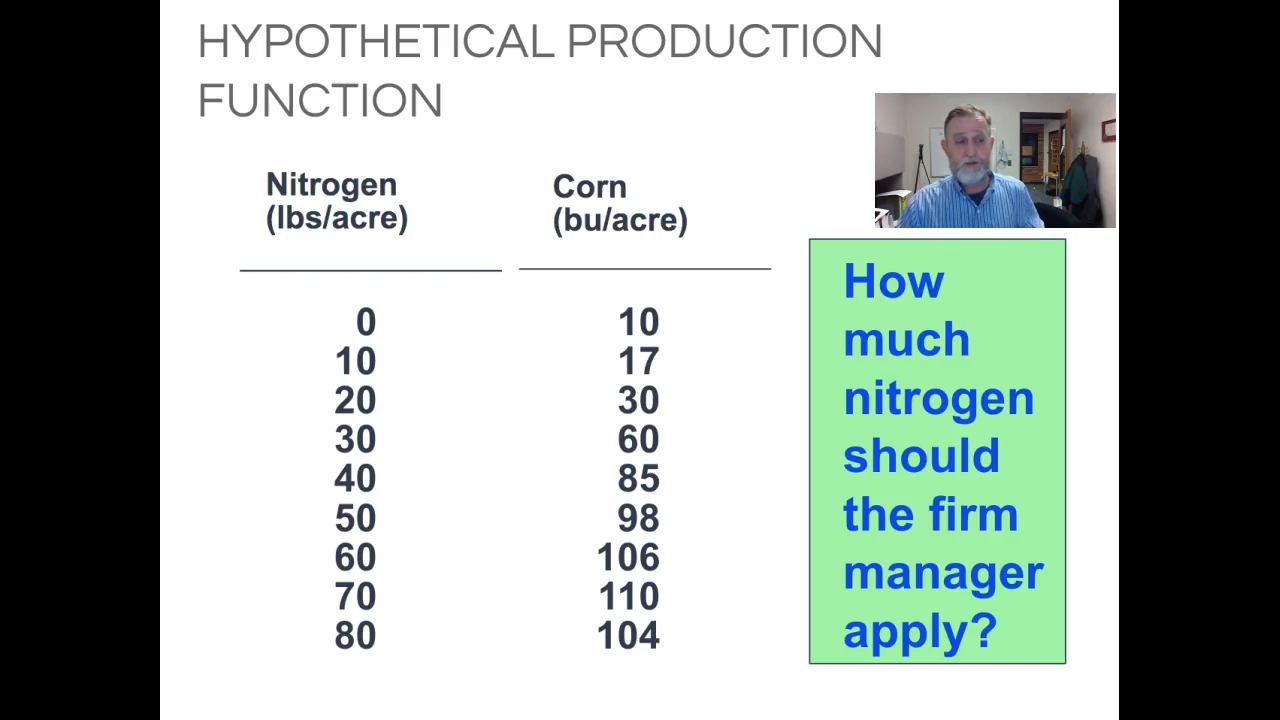 HYPOTHETICAL PRODUCTION
FUNCTION
Nitrogen
(lbs/acre)
Corn
(bu/acre)
0 10
10 17
20 30
30 60
40 85
50 98
60 106
70 110
80 104
How
much
nitrogen
should
the firm
manager
apply?